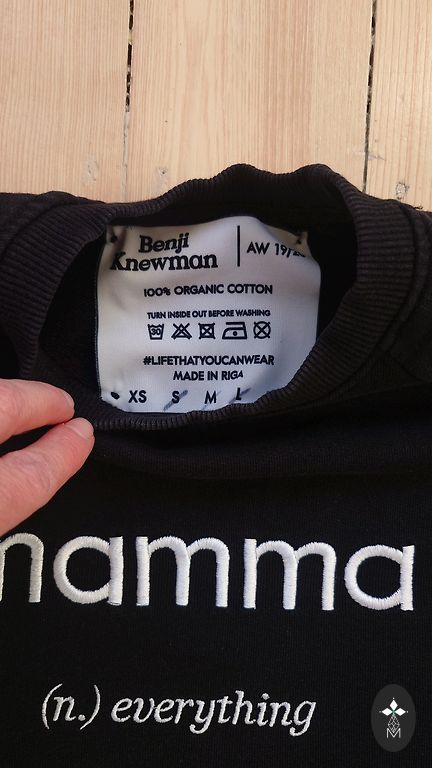 Benji
Knewman
AW 19/
100% ORGANIC COTTON
TURN INSIDE OUT BEFORE WASHING
30
#LIFETHATYOUCANWEAR
MADE IN RIGA
XS S M L
mamma
(n.) everything